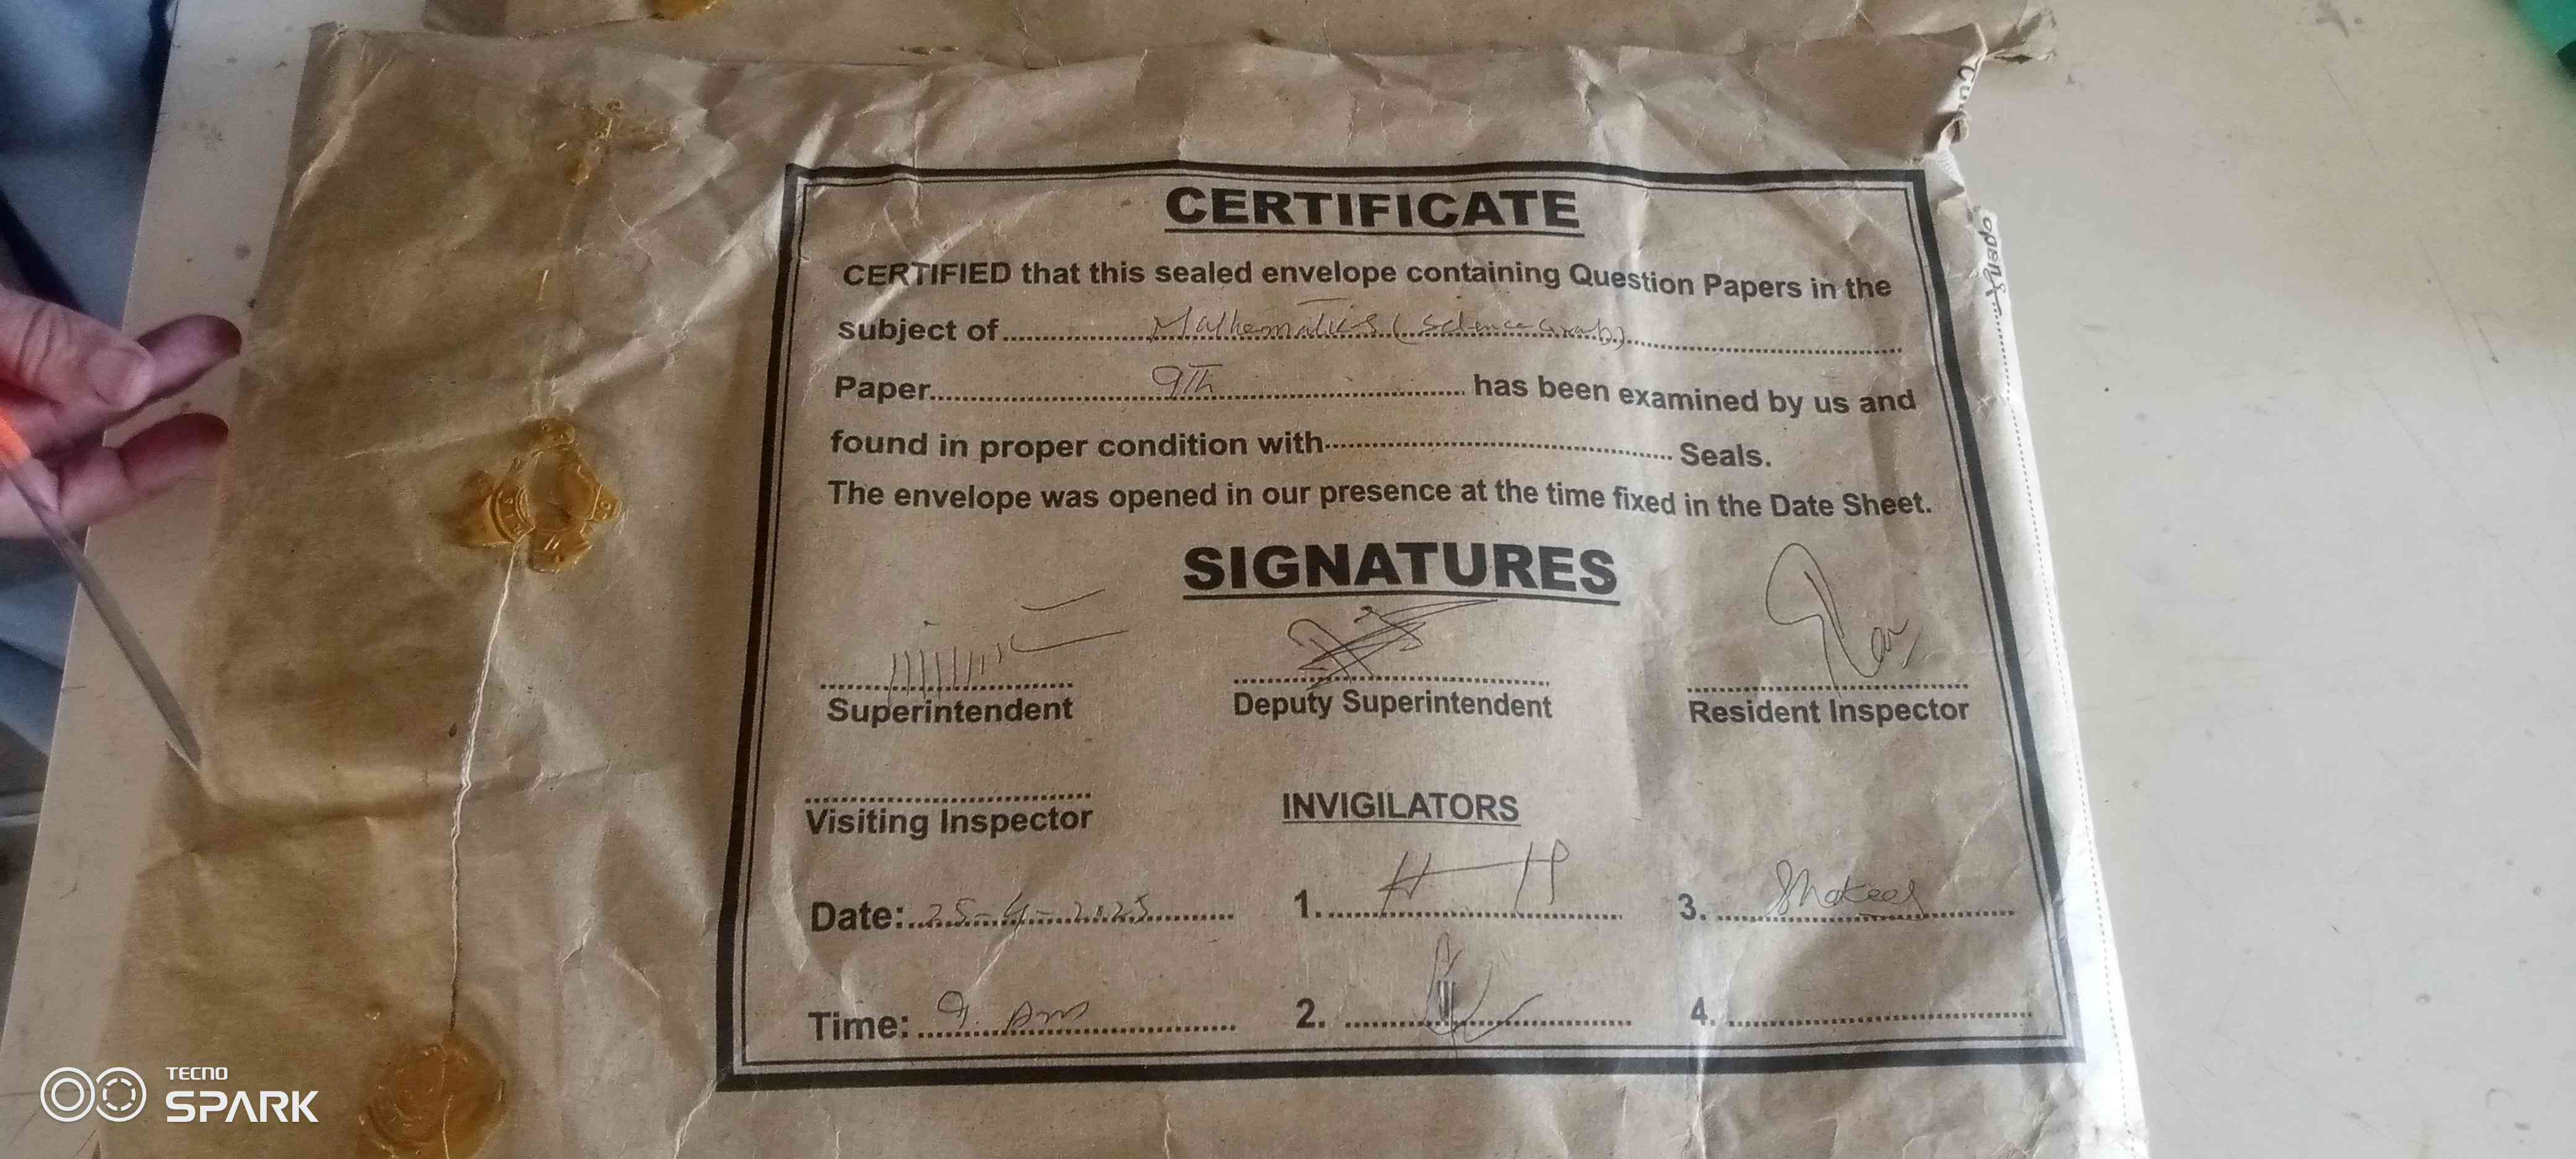 CERTIFICATE
CERTIFIED that this sealed envelope containing Question Papers in the
subject of Mathematics (Science Group)
Paper 9th has been examined by us and
found in proper condition with Seals.
The envelope was opened in our presence at the time fixed in the Date Sheet.
SIGNATURES
Superintendent Deputy Superintendent Resident Inspector
Visiting Inspector INVIGILATORS
Date: 25-4-2025 1. 3. Shakeel
Time: 9. Am 2. 4.
TECNO
SPARK